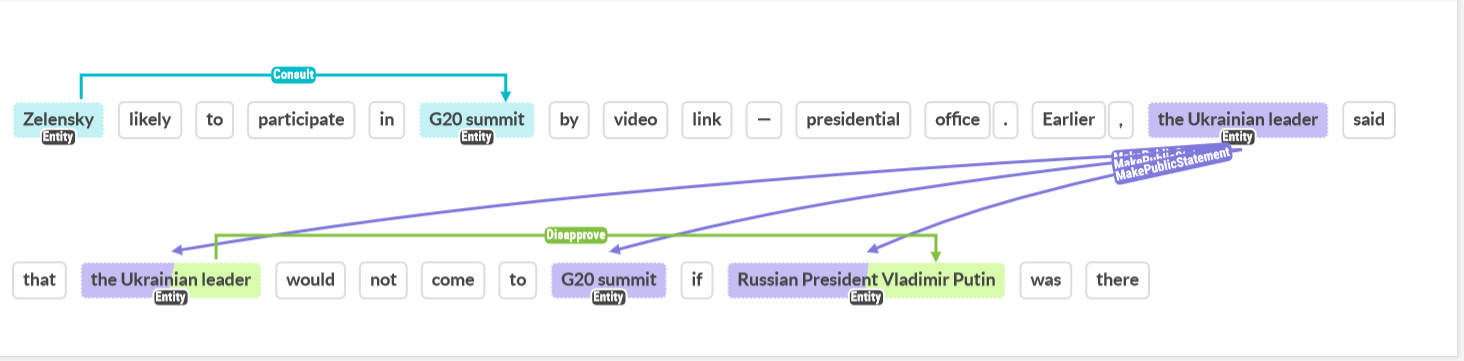 Consult
Zelensky likely to participate in G20 summit by video link — presidential office . Earlier , the Ukrainian leader said
Entity Entity Entity
MakePublicStatement
Disapprove
that the Ukrainian leader would not come to G20 summit if Russian President Vladimir Putin was there
Entity Entity Entity